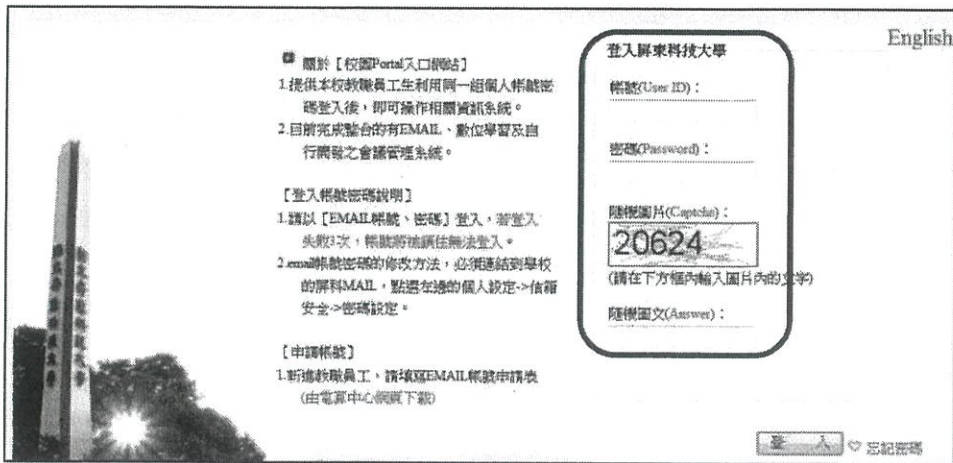 English
關於【校園Portal入口網站】
1.提供本校教職員工生利用同一組個人帳號密
碼登入後，即可操作相關資訊系統。
2.目前完成整合的有EMAIL、數位學習及自
行開發之會議管理系統。
【登入帳號密碼說明】
1.請以【EMAIL帳號、密碼】登入，若登入
失敗3次，帳號將被鎖住無法登入。
2.email帳號密碼的修改方法，必須連結到學校
的屏科MAIL，點選左邊的個人設定->信箱
安全->密碼設定。
【申請帳號】
1.新進教職員工，請填寫EMAIL帳號申請表
(由電算中心網頁下載)
登入屏東科技大學
帳號(User ID)：
密碼(Password)：
隨機圖片(Captcha)：
20624
(請在下方框內輸入圖片內的文字)
隨機圖文(Answer)：
登 入
忘記密碼